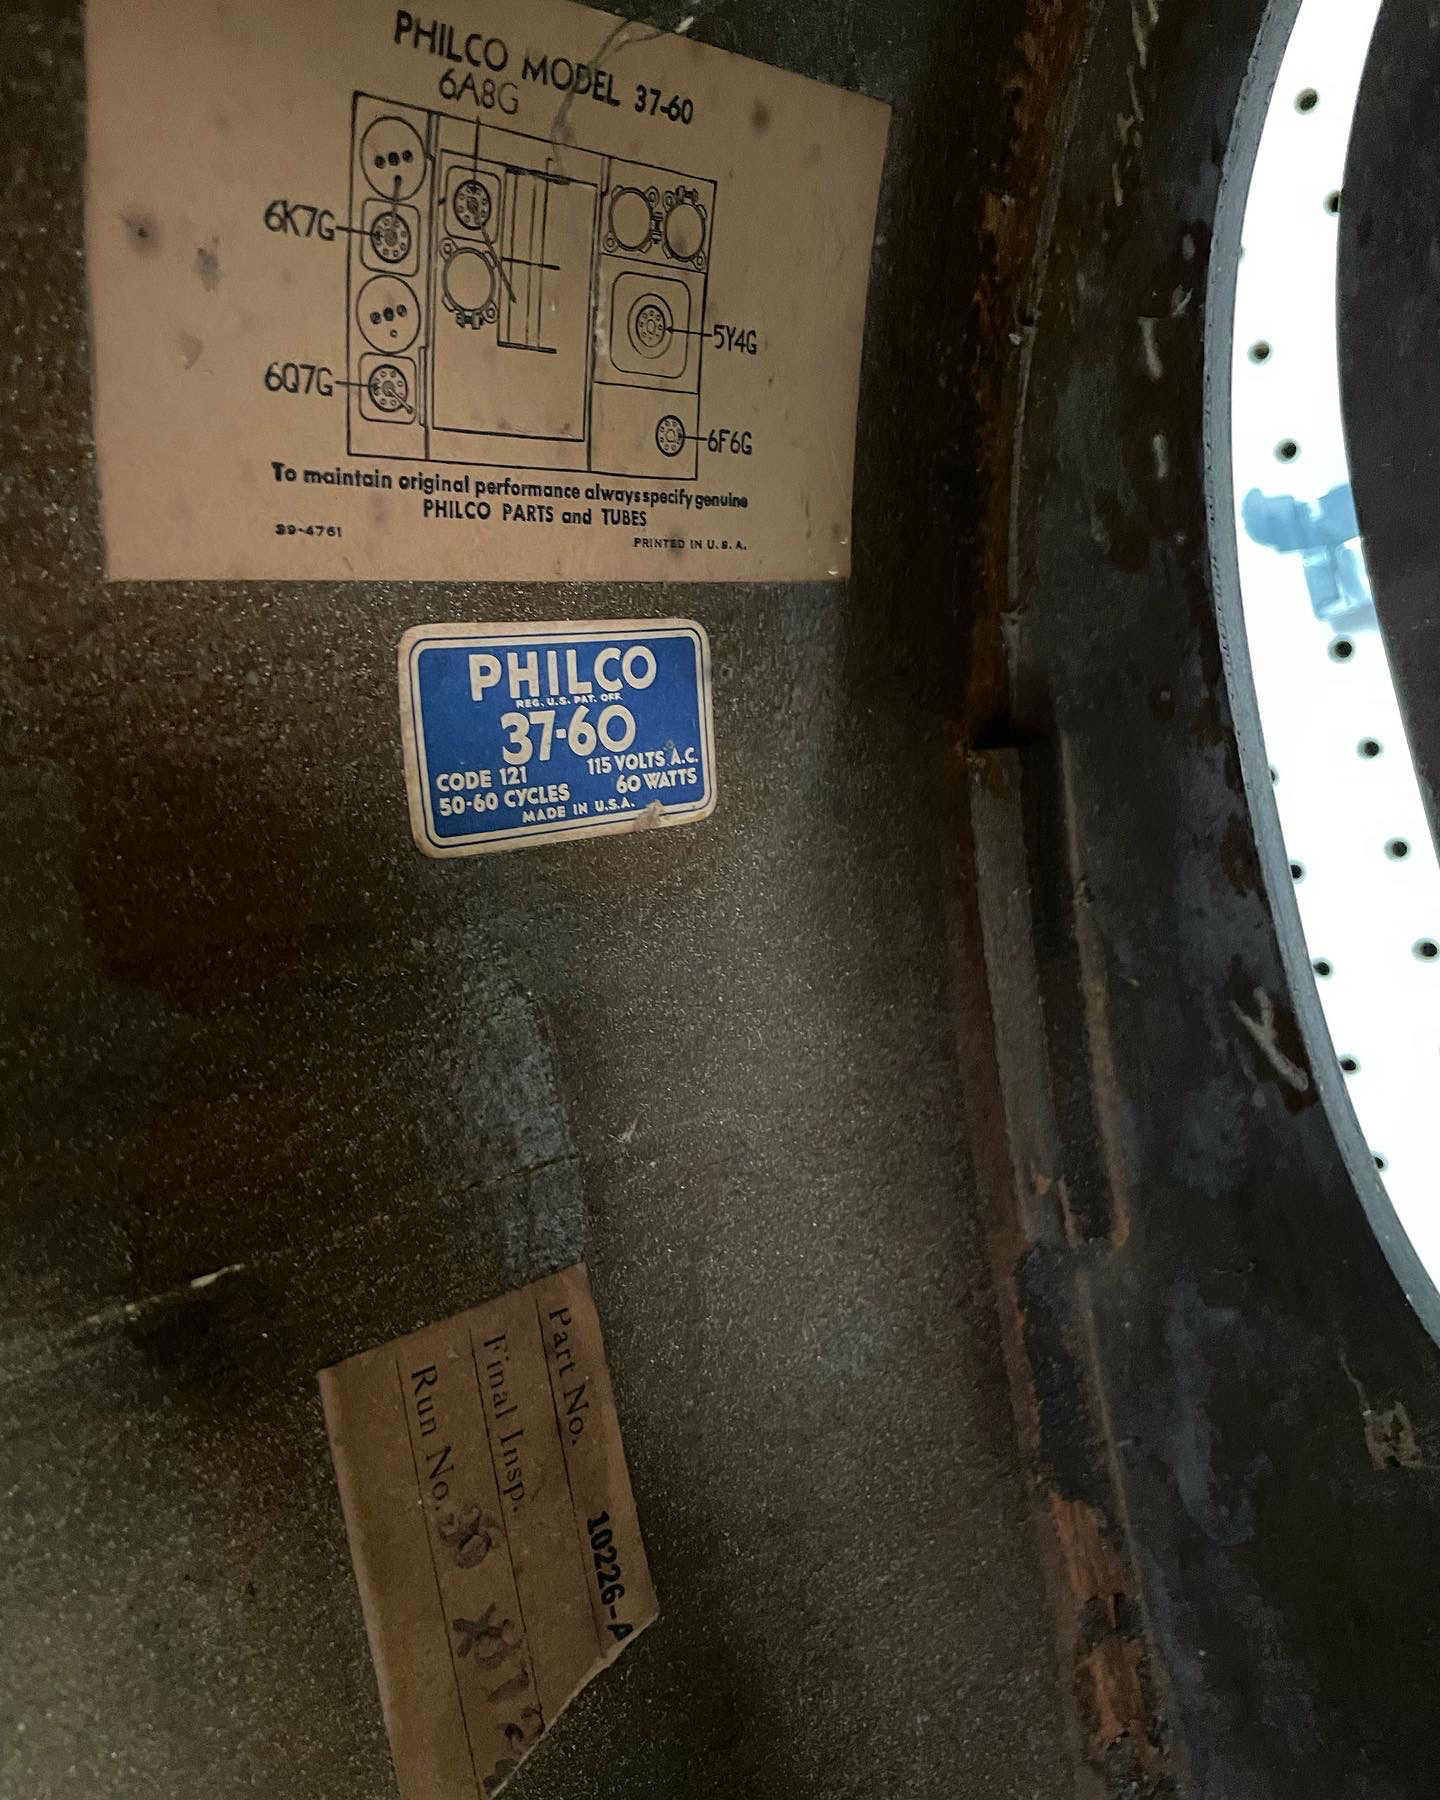 PHILCO MODEL 37-60
6A8G
6K7G
5Y4G
6Q7G
6F6G
To maintain original performance always specify genuine
PHILCO PARTS and TUBES
39-4761
PRINTED IN U.S.A.
PHILCO
REG. U.S. PAT. OFF.
37-60
CODE 121 115 VOLTS A.C.
50-60 CYCLES 60 WATTS
MADE IN U.S.A.
Part No. 10226-A
Final Insp.
Run No.